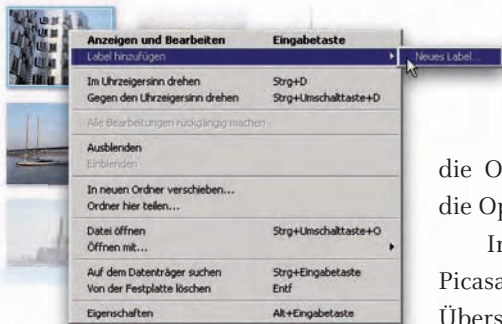 Anzeigen und Bearbeiten Eingabetaste
Label hinzufügen
Neues Label...
Im Uhrzeigersinn drehen Strg+D
Gegen den Uhrzeigersinn drehen Strg+Umschalttaste+D
Alle Bearbeitungen rückgängig machen
Ausblenden
Einblenden
In neuen Ordner verschieben...
Ordner hier teilen...
Datei öffnen Strg+Umschalttaste+O
Öffnen mit...
Auf dem Datenträger suchen Strg+Eingabetaste
Von der Festplatte löschen Entf
Eigenschaften Alt+Eingabetaste
die O
die Op
Picasa